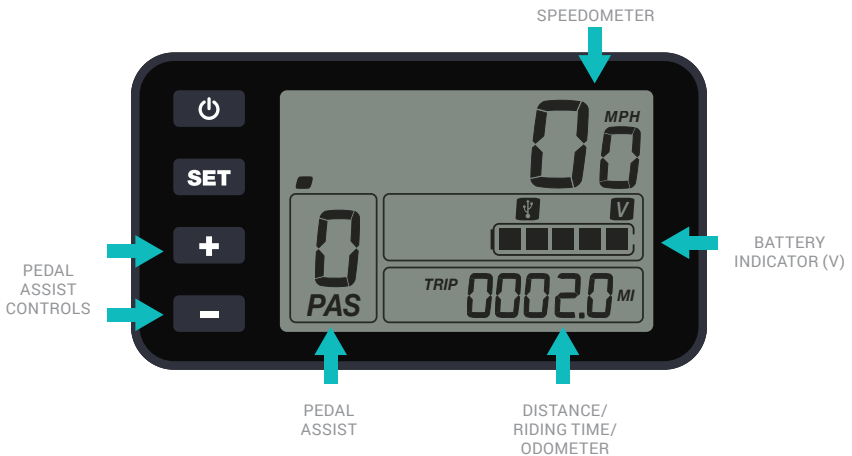 SPEEDOMETER
00 MPH
SET
V
+
BATTERY
INDICATOR (V)
PEDAL
ASSIST
CONTROLS
0
PAS
TRIP 0002.0 MI
-
PEDAL
ASSIST
DISTANCE/
RIDING TIME/
ODOMETER